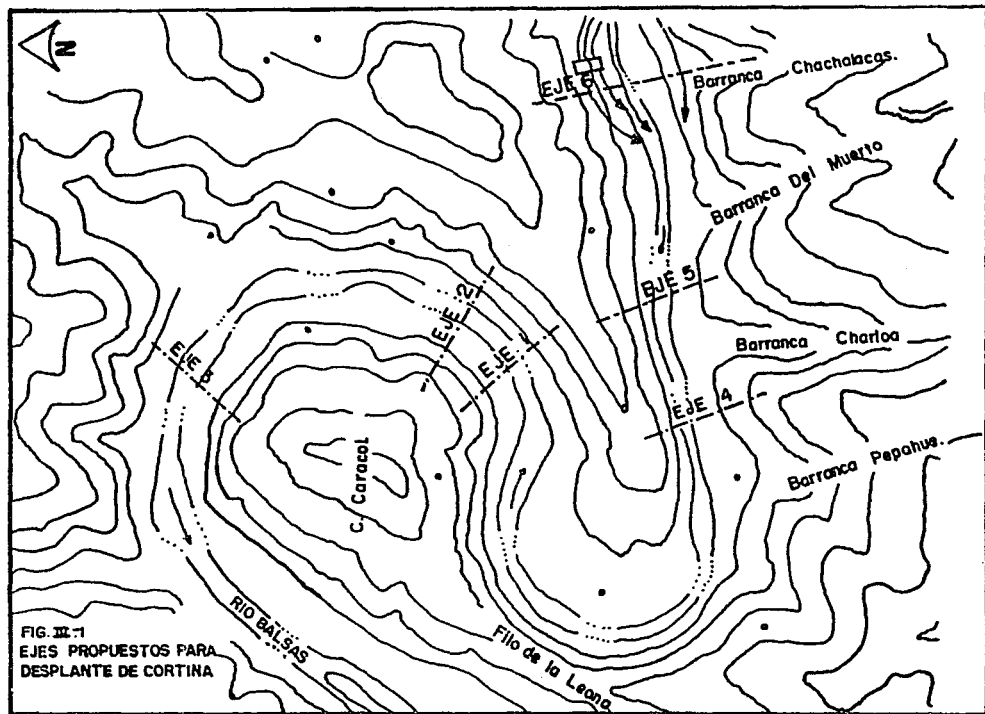 N
EJE 6
Barranca Chachalacas.
Barranca Del Muerto
EJE 2
EJE 5
EJE 1
Barranca Charloa
EJE 3
EJE 4
C. Caracol
Barranca Pepahue.
RIO BALSAS
Filo de la Leona.
FIG. IV-1
EJES PROPUESTOS PARA
DESPLANTE DE CORTINA